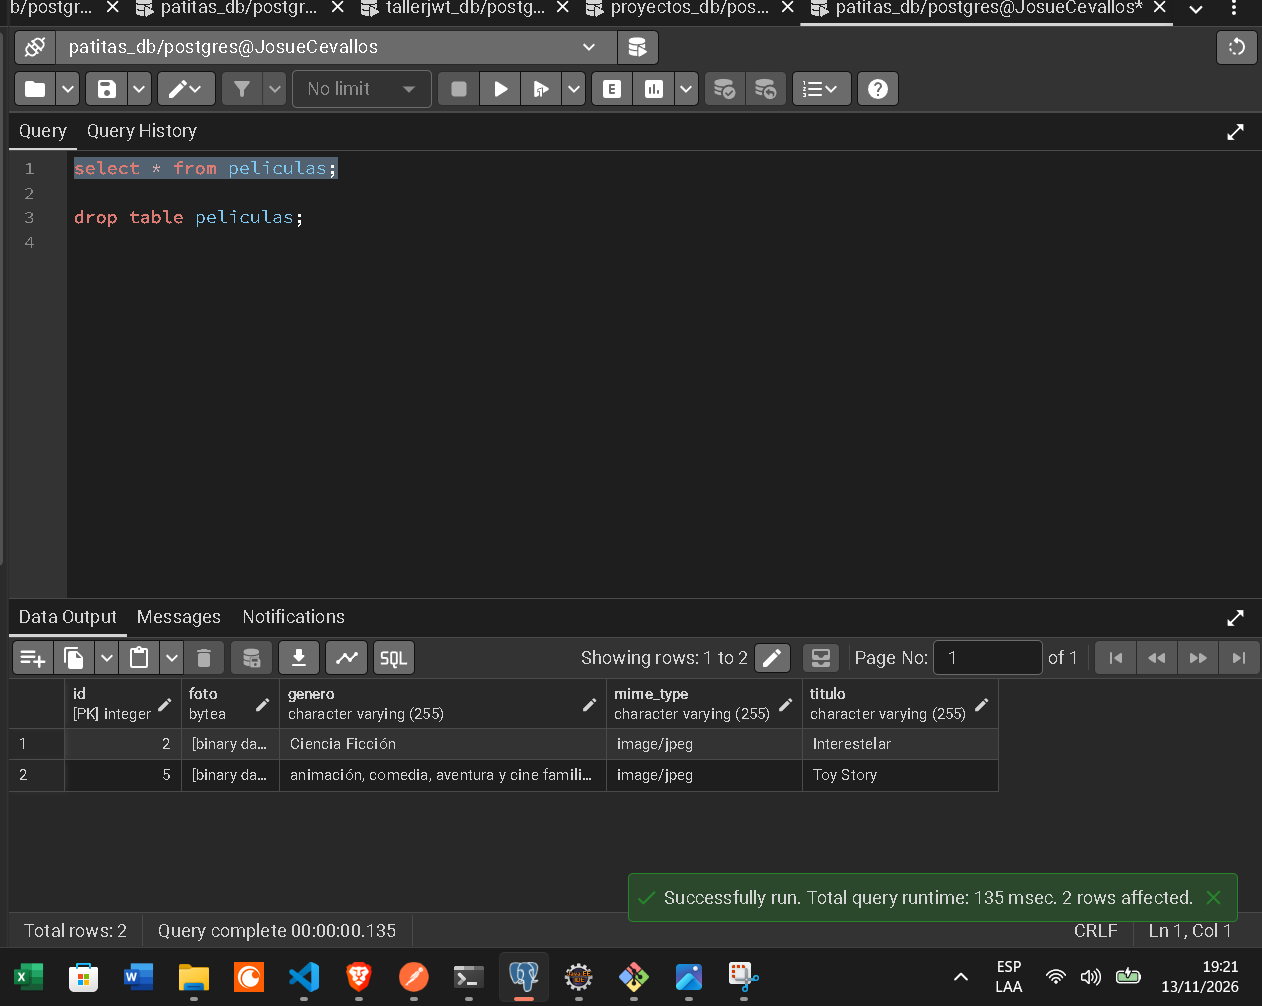 b/postgr...
patitas_db/postgr...
tallerjwt_db/postg...
proyectos_db/pos...
patitas_db/postgres@JosueCevallos*
patitas_db/postgres@JosueCevallos
No limit
E
Query
Query History
1 select * from peliculas;
2
3 drop table peliculas;
4
Data Output
Messages
Notifications
SQL
Showing rows: 1 to 2
Page No:
1
of 1
id
[PK] integer
foto
bytea
genero
character varying (255)
mime_type
character varying (255)
titulo
character varying (255)
1 2 [binary da... Ciencia Ficción image/jpeg Interestelar
2 5 [binary da... animación, comedia, aventura y cine famili... image/jpeg Toy Story
Successfully run. Total query runtime: 135 msec. 2 rows affected.
Total rows: 2
Query complete 00:00:00.135
CRLF
Ln 1, Col 1
ESP
LAA
19:21
13/11/2026